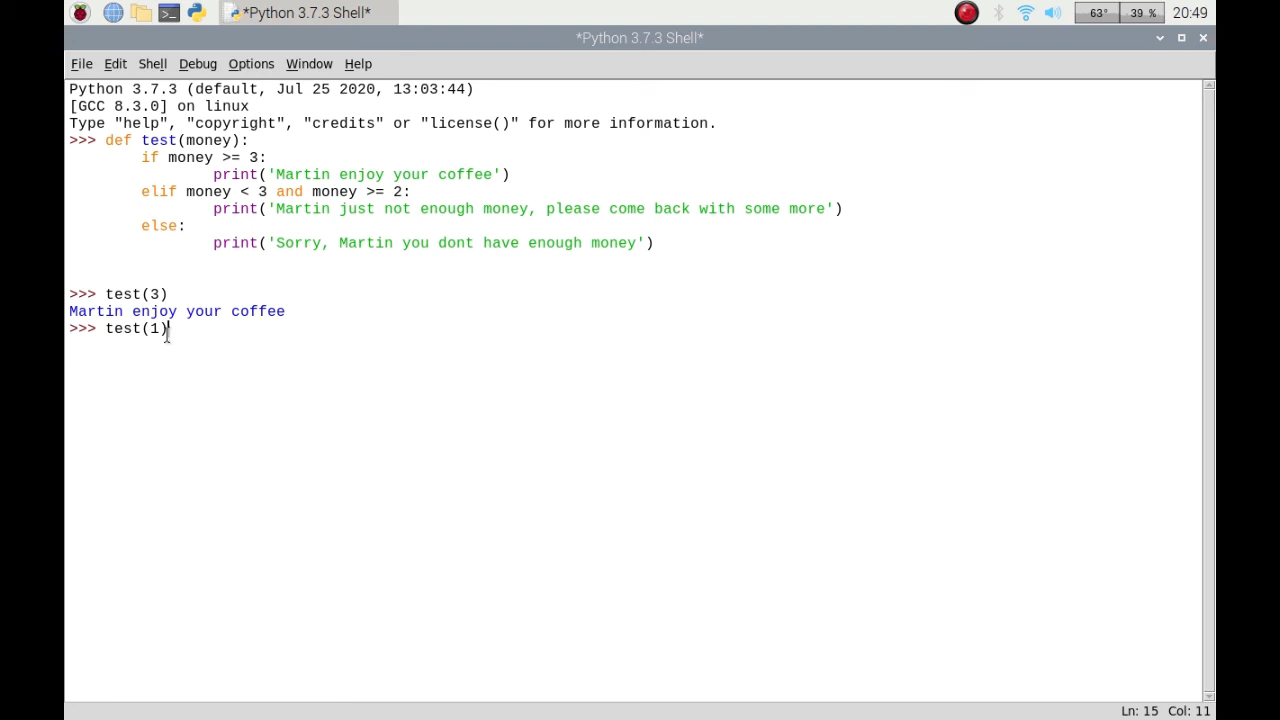 *Python 3.7.3 Shell*
63° 39 % 20:49
*Python 3.7.3 Shell*
File Edit Shell Debug Options Window Help
Python 3.7.3 (default, Jul 25 2020, 13:03:44)
[GCC 8.3.0] on linux
Type "help", "copyright", "credits" or "license()" for more information.
>>> def test(money):
        if money >= 3:
                print('Martin enjoy your coffee')
        elif money < 3 and money >= 2:
                print('Martin just not enough money, please come back with some more')
        else:
                print('Sorry, Martin you dont have enough money')
>>> test(3)
Martin enjoy your coffee
>>> test(1)
Ln: 15 Col: 11